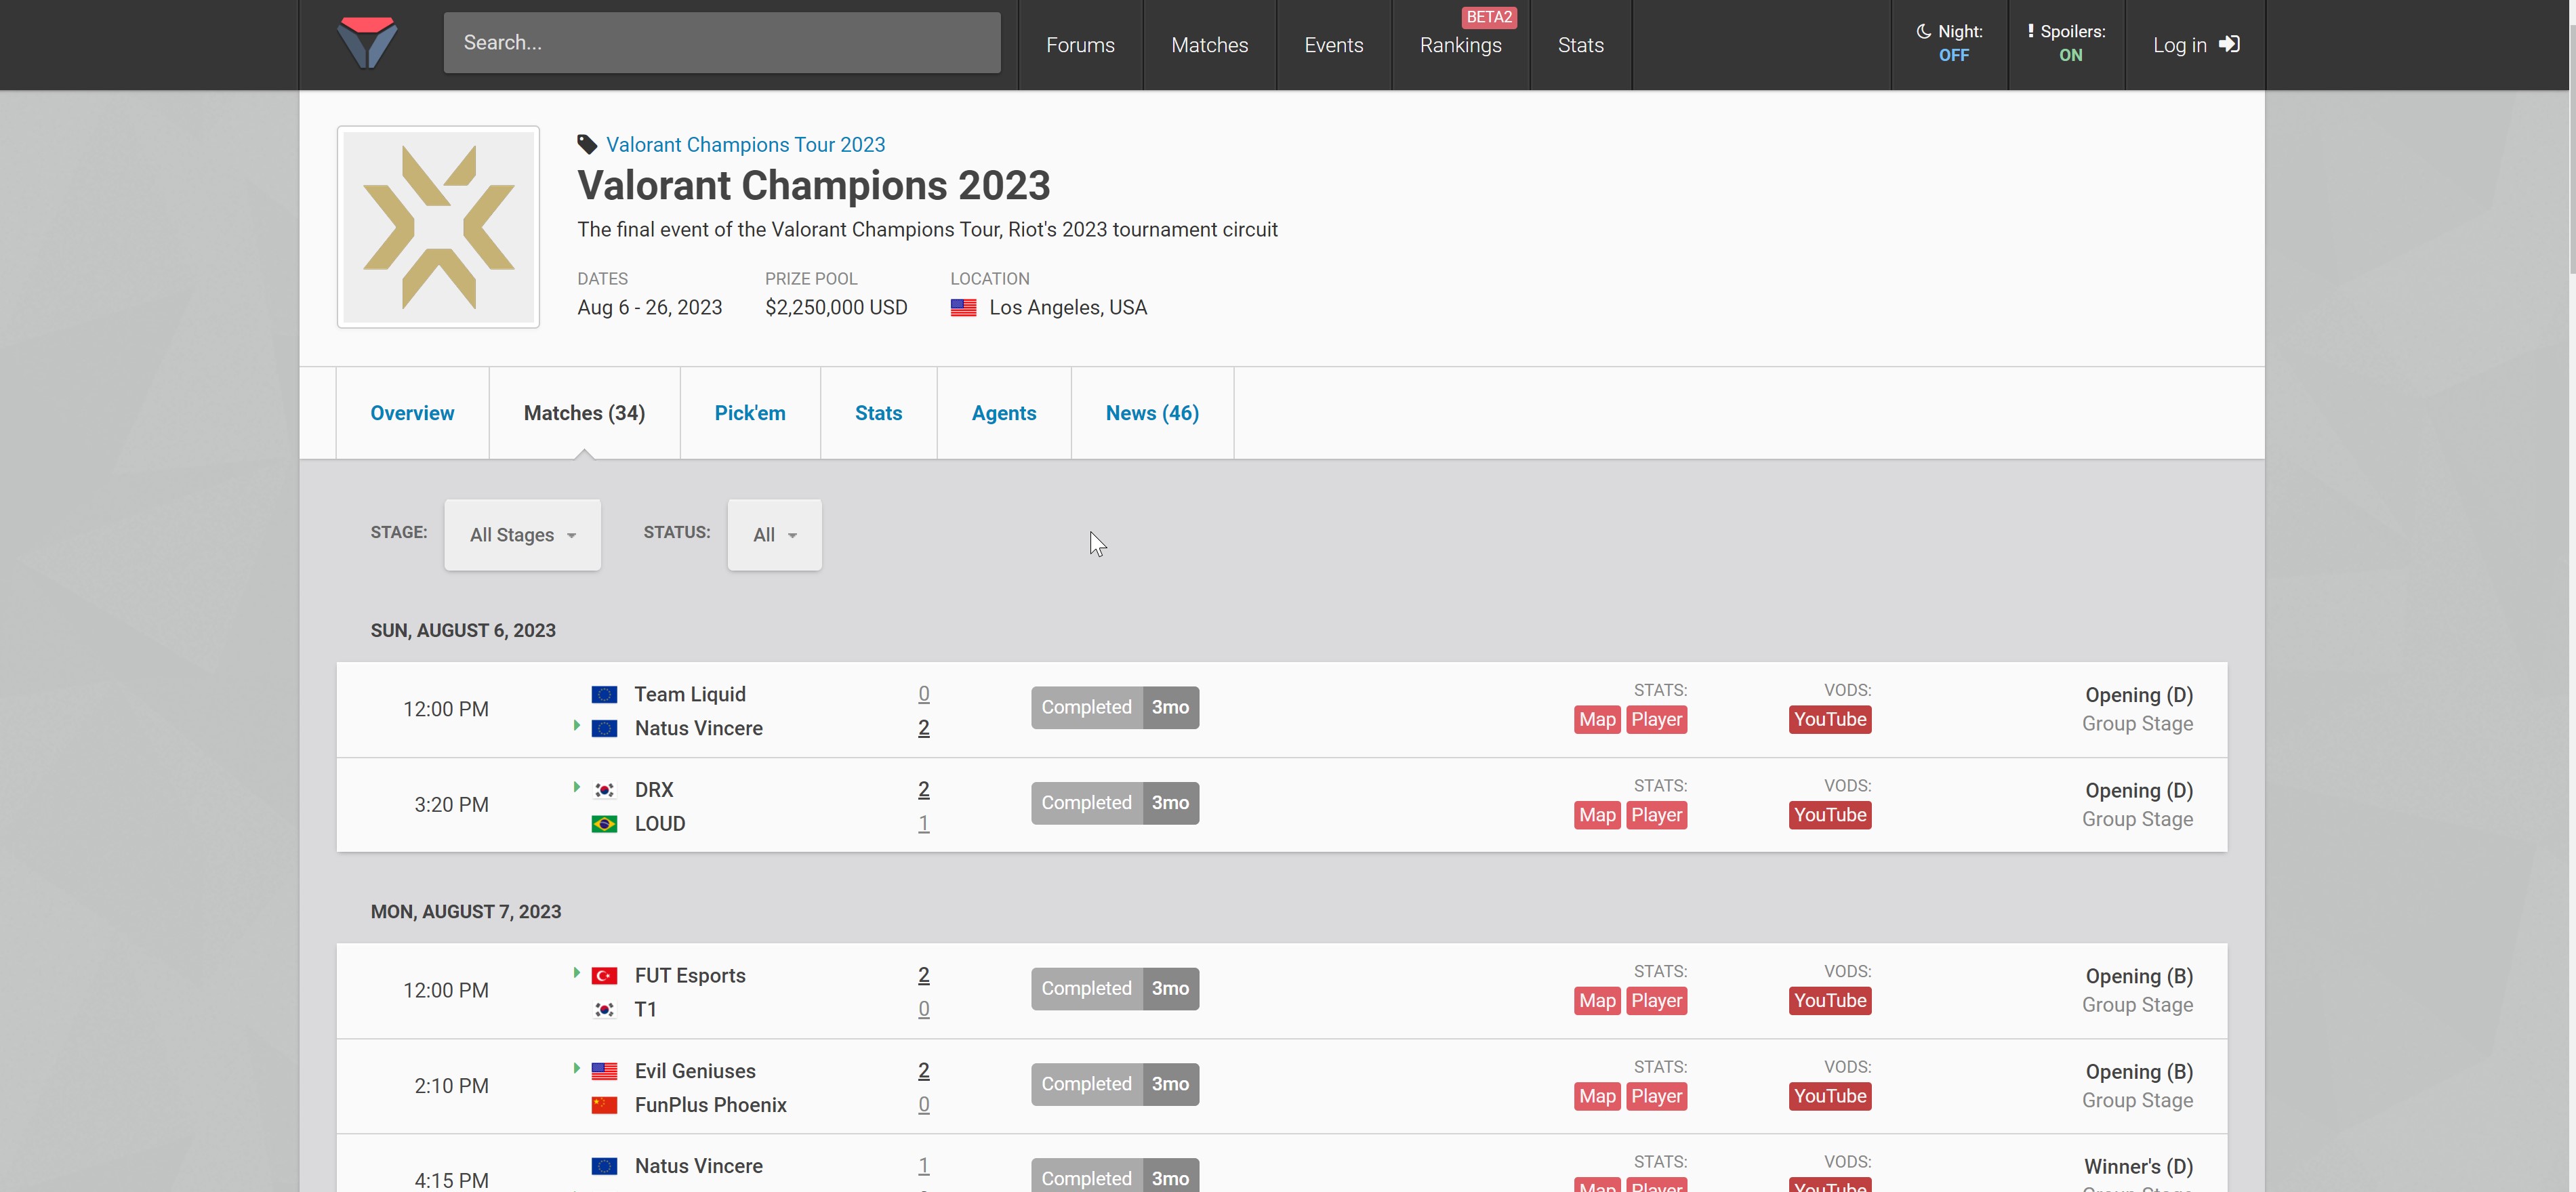 Search...
Forums
Matches
Events
BETA2
Rankings
Stats
Night:
OFF
Spoilers:
ON
Log in
Valorant Champions Tour 2023
Valorant Champions 2023
The final event of the Valorant Champions Tour, Riot's 2023 tournament circuit
DATES
Aug 6 - 26, 2023
PRIZE POOL
$2,250,000 USD
LOCATION
Los Angeles, USA
Overview
Matches (34)
Pick'em
Stats
Agents
News (46)
STAGE:
All Stages
STATUS:
All
SUN, AUGUST 6, 2023
12:00 PM
Team Liquid 0
Natus Vincere 2
Completed 3mo
STATS:
Map Player
VODS:
YouTube
Opening (D)
Group Stage
3:20 PM
DRX 2
LOUD 1
Completed 3mo
STATS:
Map Player
VODS:
YouTube
Opening (D)
Group Stage
MON, AUGUST 7, 2023
12:00 PM
FUT Esports 2
T1 0
Completed 3mo
STATS:
Map Player
VODS:
YouTube
Opening (B)
Group Stage
2:10 PM
Evil Geniuses 2
FunPlus Phoenix 0
Completed 3mo
STATS:
Map Player
VODS:
YouTube
Opening (B)
Group Stage
4:15 PM
Natus Vincere 1
Completed 3mo
STATS:
Map Player
VODS:
YouTube
Winner's (D)
Group Stage